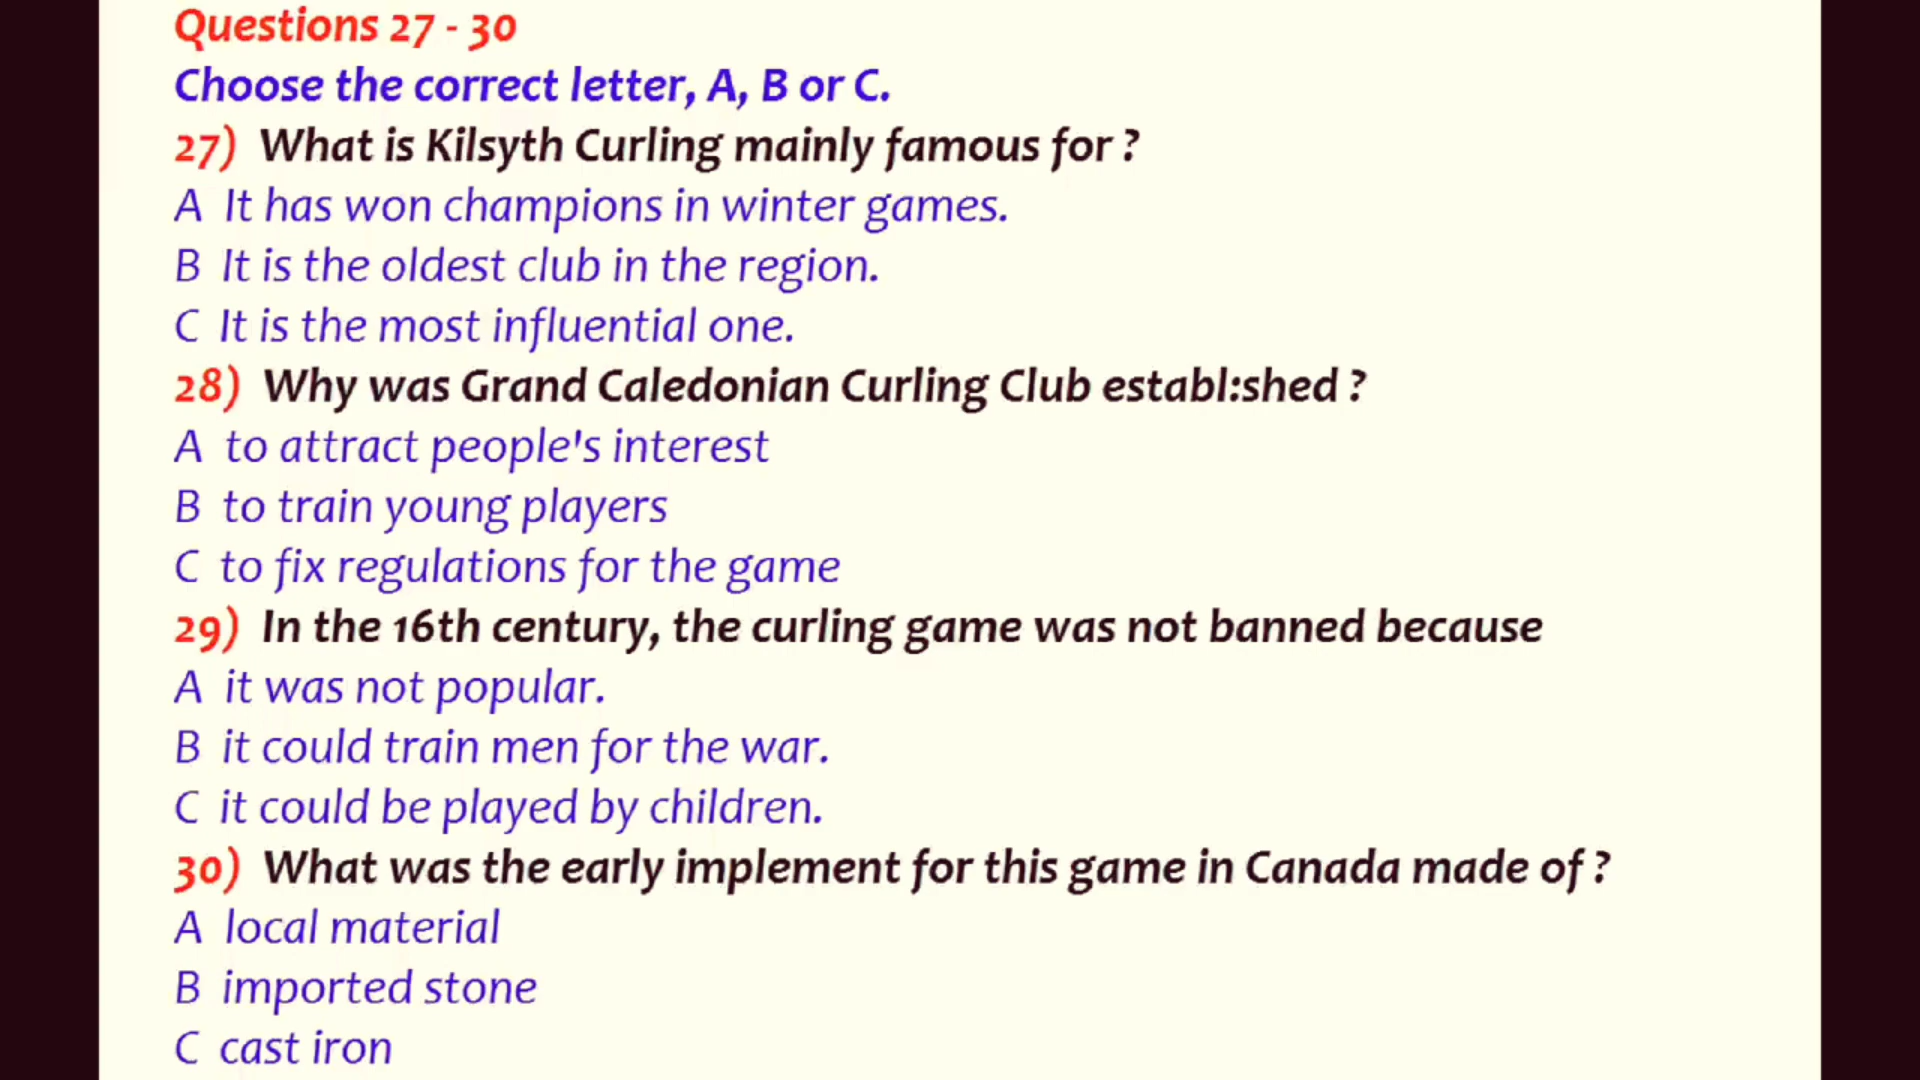 Questions 27 - 30
Choose the correct letter, A, B or C.
27) What is Kilsyth Curling mainly famous for ?
A It has won champions in winter games.
B It is the oldest club in the region.
C It is the most influential one.
28) Why was Grand Caledonian Curling Club establ:shed ?
A to attract people's interest
B to train young players
C to fix regulations for the game
29) In the 16th century, the curling game was not banned because
A it was not popular.
B it could train men for the war.
C it could be played by children.
30) What was the early implement for this game in Canada made of ?
A local material
B imported stone
C cast iron